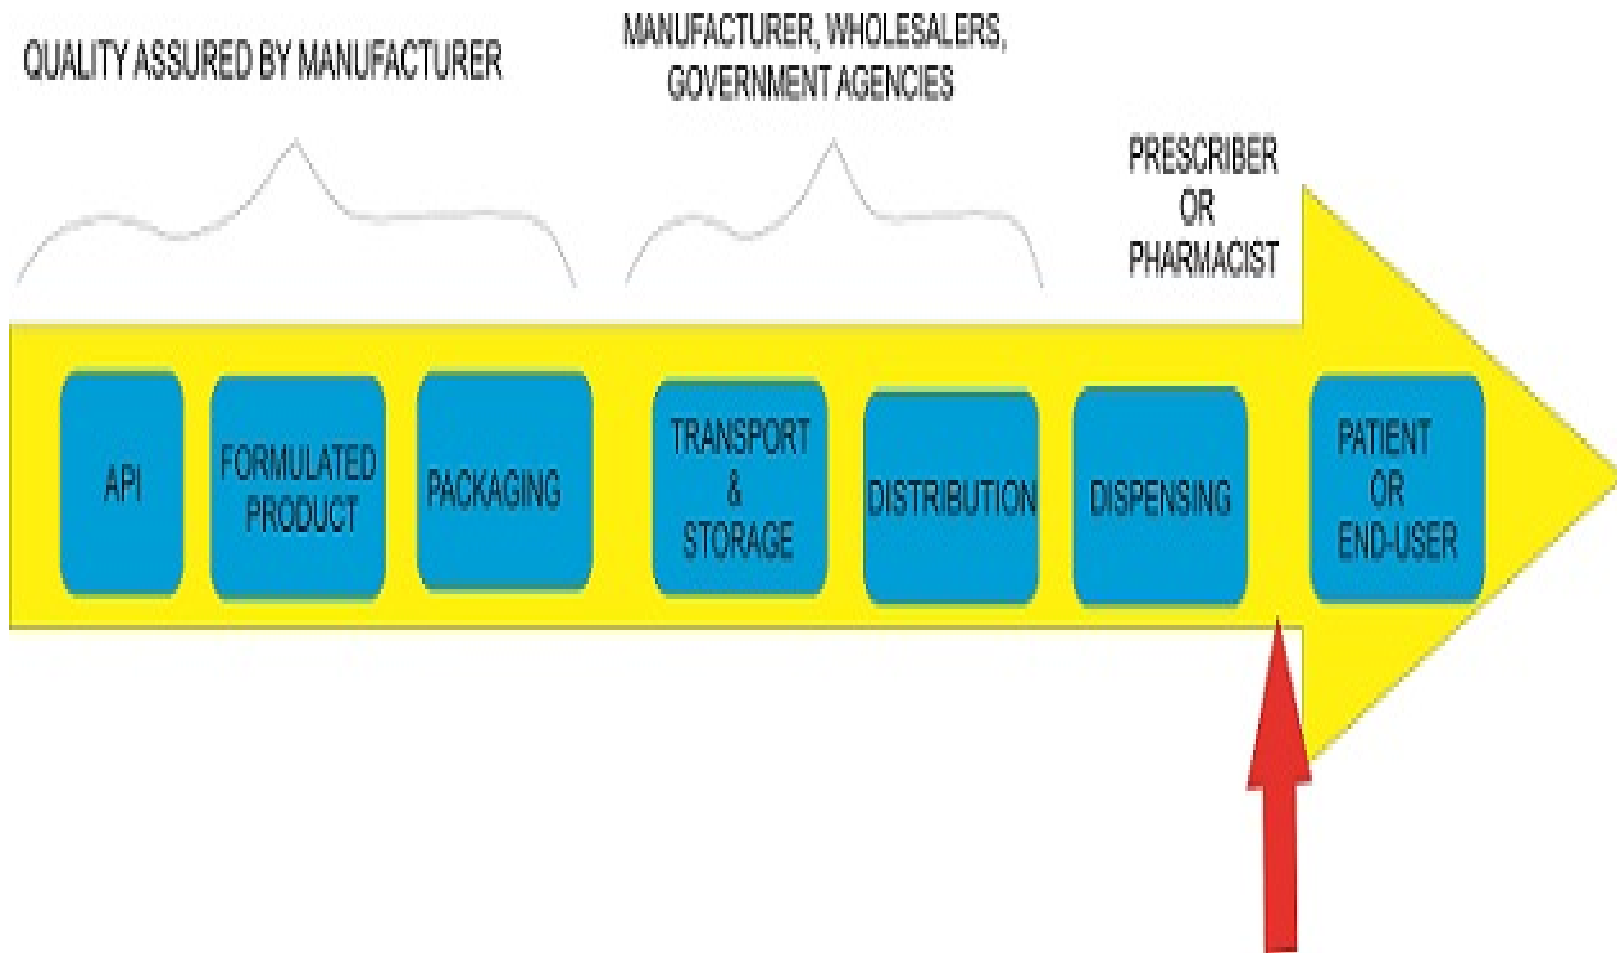 QUALITY ASSURED BY MANUFACTURER
MANUFACTURER, WHOLESALERS,
GOVERNMENT AGENCIES
PRESCRIBER
OR
PHARMACIST
API
FORMULATED
PRODUCT
PACKAGING
TRANSPORT
&
STORAGE
DISTRIBUTION
DISPENSING
PATIENT
OR
END-USER